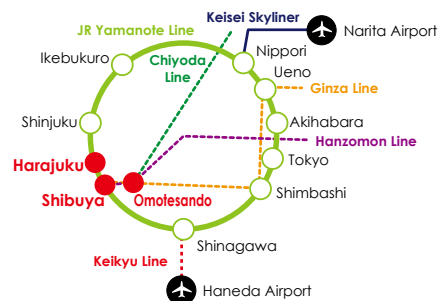 Keisei Skyliner
JR Yamanote Line
Narita Airport
Nippori
Ikebukuro
Chiyoda
Line
Ueno
Ginza Line
Shinjuku
Akihabara
Hanzomon Line
Harajuku
Tokyo
Shibuya
Omotesando
Shimbashi
Shinagawa
Keikyu Line
Haneda Airport